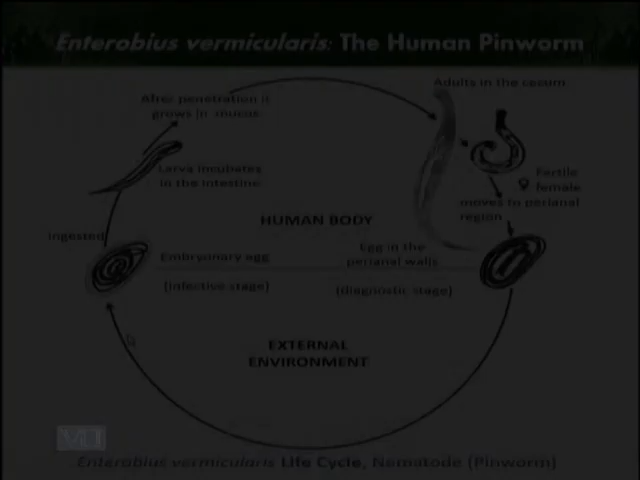 Enterobius vermicularis: The Human Pinworm
Adults in the cesum
After penetration it
grows in mucus
Larva incubates
in the intestine
Fertile
♀ female
moves to perianal
region
HUMAN BODY
ingested
Embryonary egg
Egg in the
perianal walls
(infective stage)
(diagnostic stage)
EXTERNAL
ENVIRONMENT
Enterobius vermicularis Life Cycle, Nematode (Pinworm)